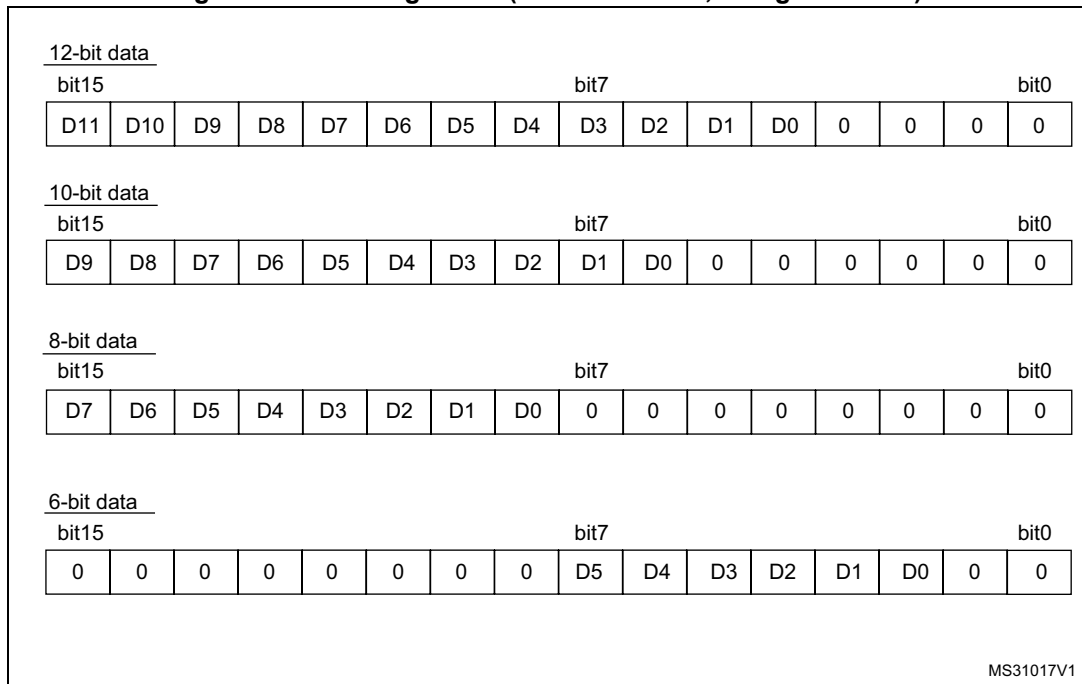 12-bit data
bit15 bit7 bit0
D11 D10 D9 D8 D7 D6 D5 D4 D3 D2 D1 D0 0 0 0 0
10-bit data
bit15 bit7 bit0
D9 D8 D7 D6 D5 D4 D3 D2 D1 D0 0 0 0 0 0 0
8-bit data
bit15 bit7 bit0
D7 D6 D5 D4 D3 D2 D1 D0 0 0 0 0 0 0 0 0
6-bit data
bit15 bit7 bit0
0 0 0 0 0 0 0 0 D5 D4 D3 D2 D1 D0 0 0
MS31017V1